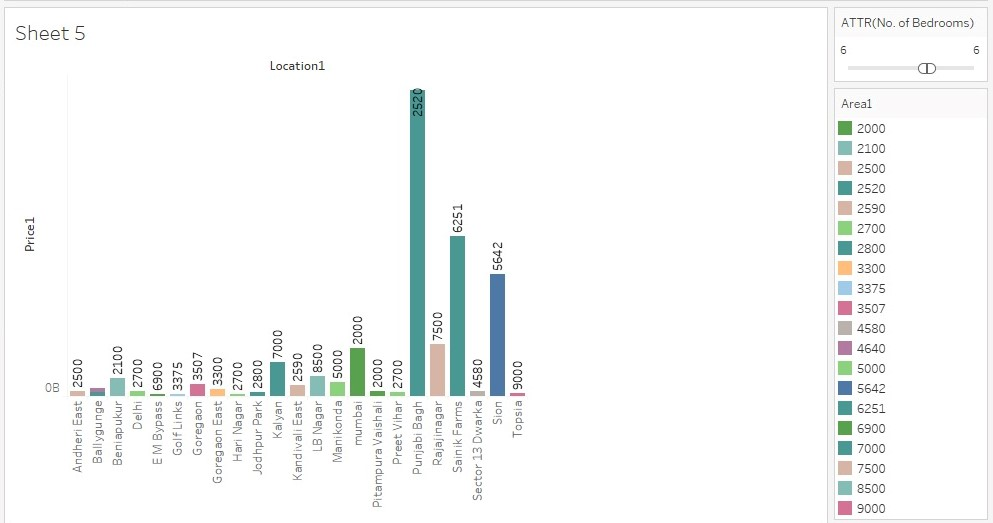 Sheet 5
Location1
Price1
0B
2500
2100
2700
6900
3375
3507
3300
2700
2800
7000
2590
8500
5000
2000
2000
2700
2520
7500
6251
4580
5642
9000
Andheri East
Ballygunge
Beniapukur
Delhi
E M Bypass
Golf Links
Goregaon
Goregaon East
Hari Nagar
Jodhpur Park
Kalyan
Kandivali East
LB Nagar
Manikonda
mumbai
Pitampura Vaishali
Preet Vihar
Punjabi Bagh
Rajajinagar
Sainik Farms
Sector 13 Dwarka
Sion
Topsia
ATTR(No. of Bedrooms)
6 6
Area1
2000
2100
2500
2520
2590
2700
2800
3300
3375
3507
4580
4640
5000
5642
6251
6900
7000
7500
8500
9000